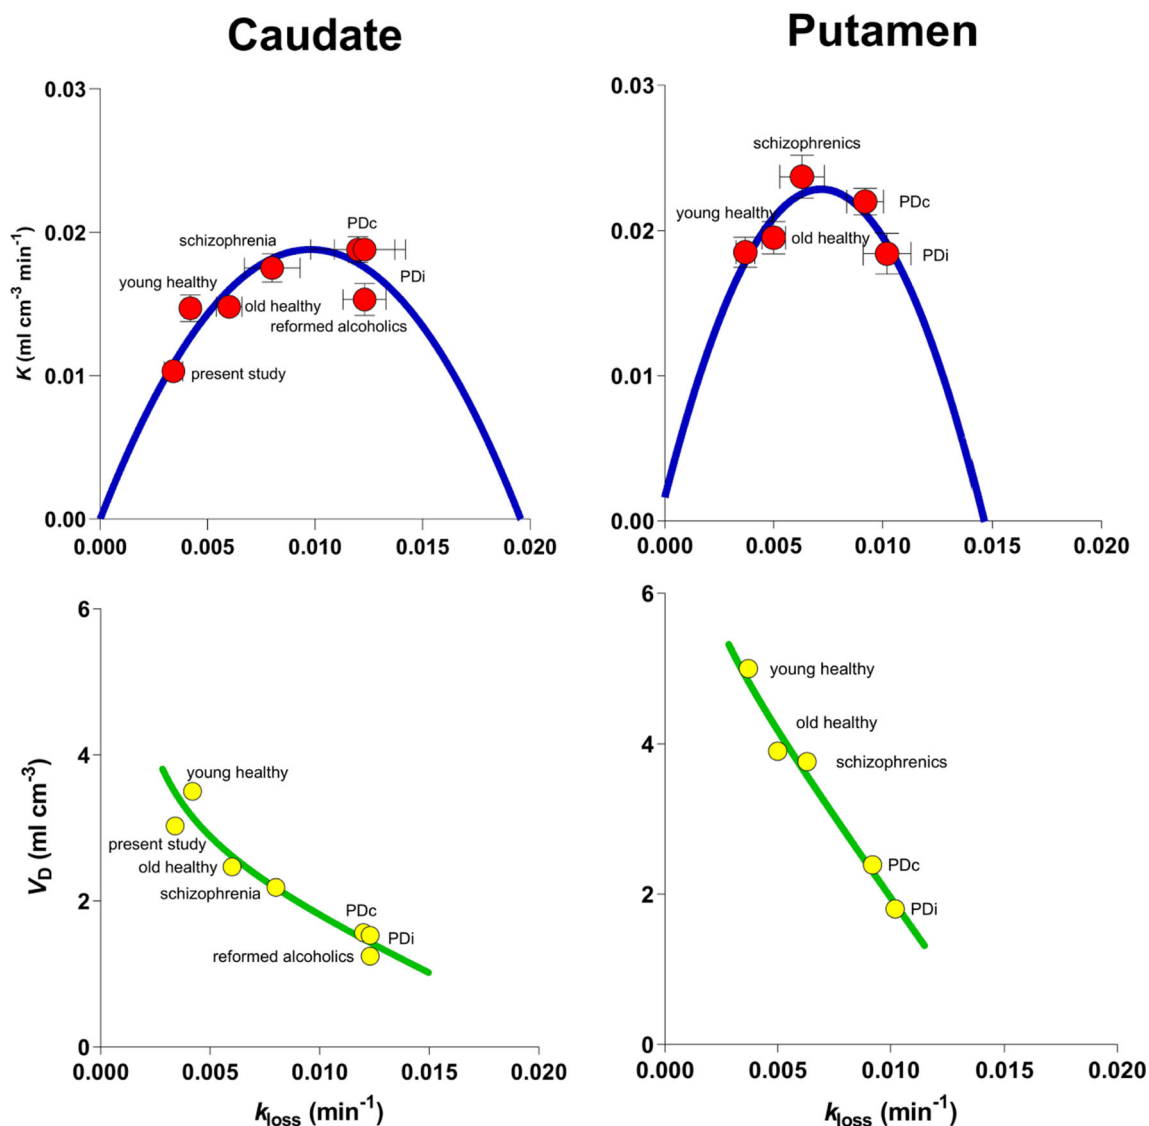 Caudate
Putamen
0.03
0.02
0.01
0.00
K (ml cm-3 min-1)
PDc
schizophrenia
PDi
young healthy
old healthy
reformed alcoholics
present study
0.000
0.005
0.010
0.015
0.020
0.03
0.02
0.01
0.00
schizophrenics
young healthy
PDc
old healthy
PDi
0.000
0.005
0.010
0.015
0.020
6
4
2
0
VD (ml cm-3)
young healthy
present study
old healthy
schizophrenia
PDc
PDi
reformed alcoholics
0.000
0.005
0.010
0.015
0.020
kloss (min-1)
6
4
2
0
young healthy
old healthy
schizophrenics
PDc
PDi
0.000
0.005
0.010
0.015
0.020
kloss (min-1)